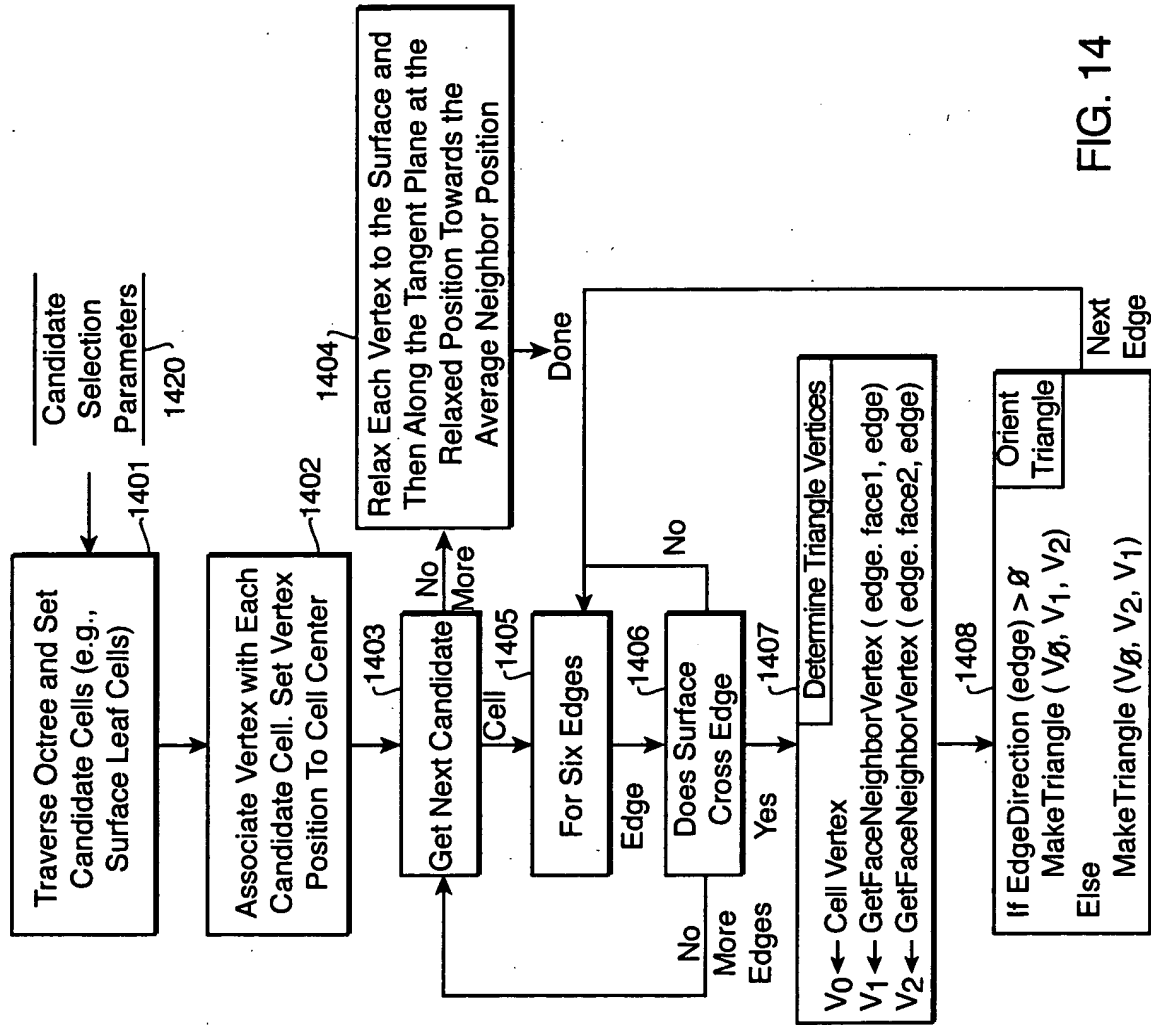 Candidate
Selection
Parameters
1420
1401
Traverse Octree and Set
Candidate Cells (e.g.,
Surface Leaf Cells)
1402
Associate Vertex with Each
Candidate Cell. Set Vertex
Position To Cell Center
1403
Get Next Candidate
No
More
1404
Relax Each Vertex to the Surface and
Then Along the Tangent Plane at the
Relaxed Position Towards the
Average Neighbor Position
Done
Cell
1405
For Six Edges
Edge
1406
Does Surface
Cross Edge
No
No
More
Edges
Yes
1407
Determine Triangle Vertices
V0 ← Cell Vertex
V1 ← GetFaceNeighborVertex ( edge. face1, edge)
V2 ← GetFaceNeighborVertex ( edge. face2, edge)
1408
Orient
Triangle
If EdgeDirection (edge) > Ø
MakeTriangle ( VØ, V1, V2)
Else
MakeTriangle (VØ, V2, V1)
Next
Edge
FIG. 14